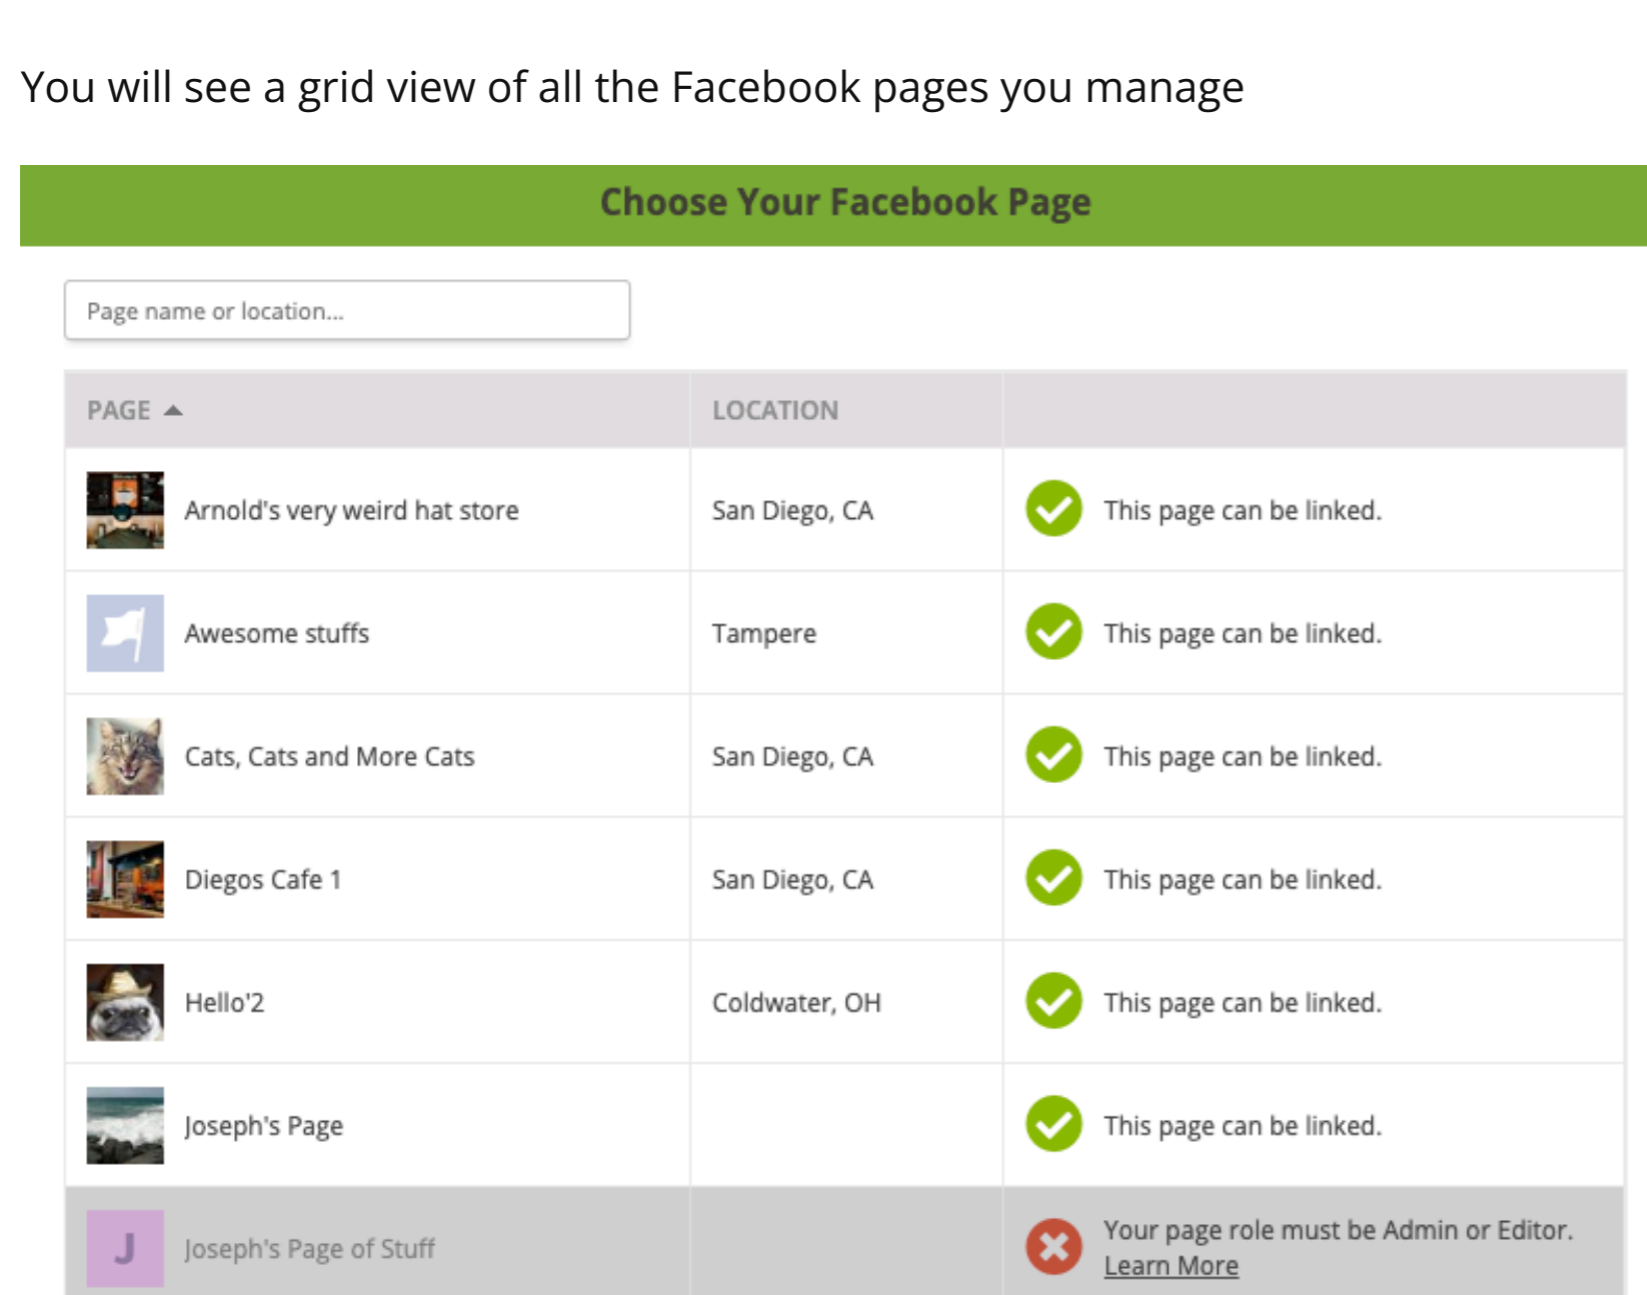 You will see a grid view of all the Facebook pages you manage
Choose Your Facebook Page
Page name or location...
PAGE LOCATION
Arnold's very weird hat store San Diego, CA This page can be linked.
Awesome stuffs Tampere This page can be linked.
Cats, Cats and More Cats San Diego, CA This page can be linked.
Diegos Cafe 1 San Diego, CA This page can be linked.
Hello'2 Coldwater, OH This page can be linked.
Joseph's Page This page can be linked.
J Joseph's Page of Stuff Your page role must be Admin or Editor.
Learn More